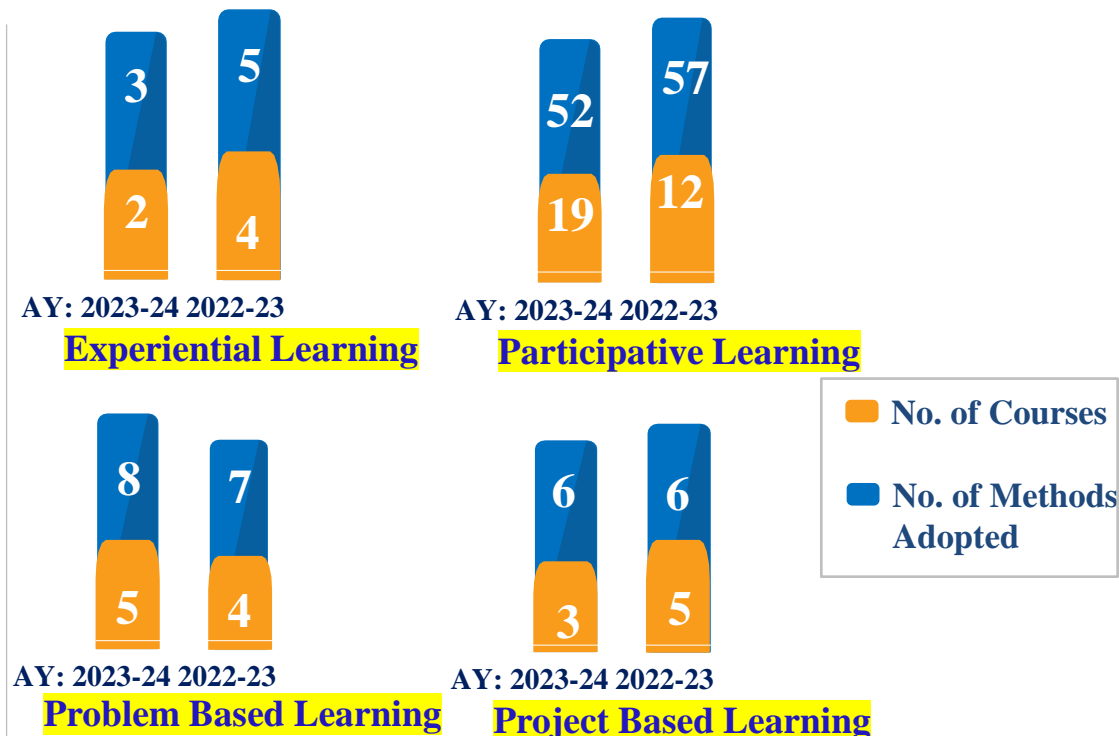 3
5
2
4
AY: 2023-24 2022-23
Experiential Learning
52
57
19
12
AY: 2023-24 2022-23
Participative Learning
No. of Courses
No. of Methods
Adopted
8
7
5
4
AY: 2023-24 2022-23
Problem Based Learning
6
6
3
5
AY: 2023-24 2022-23
Project Based Learning